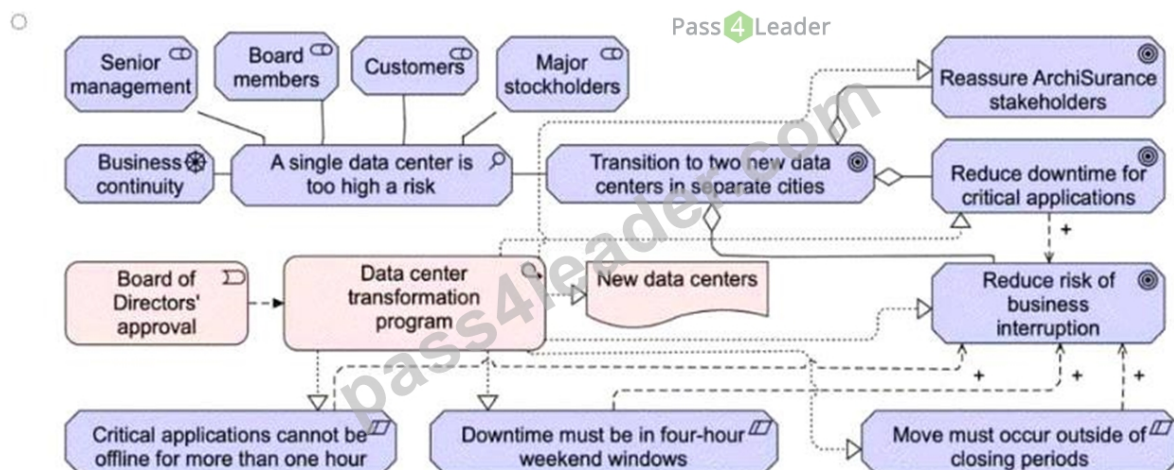 Pass4Leader
Senior
management
Board
members
Customers
Major
stockholders
Reassure ArchiSurance
stakeholders
Business
continuity
A single data center is
too high a risk
Transition to two new data
centers in separate cities
Reduce downtime for
critical applications
+
Board of
Directors'
approval
Data center
transformation
program
New data centers
Reduce risk of
business
interruption
+
+
+
Critical applications cannot be
offline for more than one hour
Downtime must be in four-hour
weekend windows
Move must occur outside of
closing periods
pass4leader.com